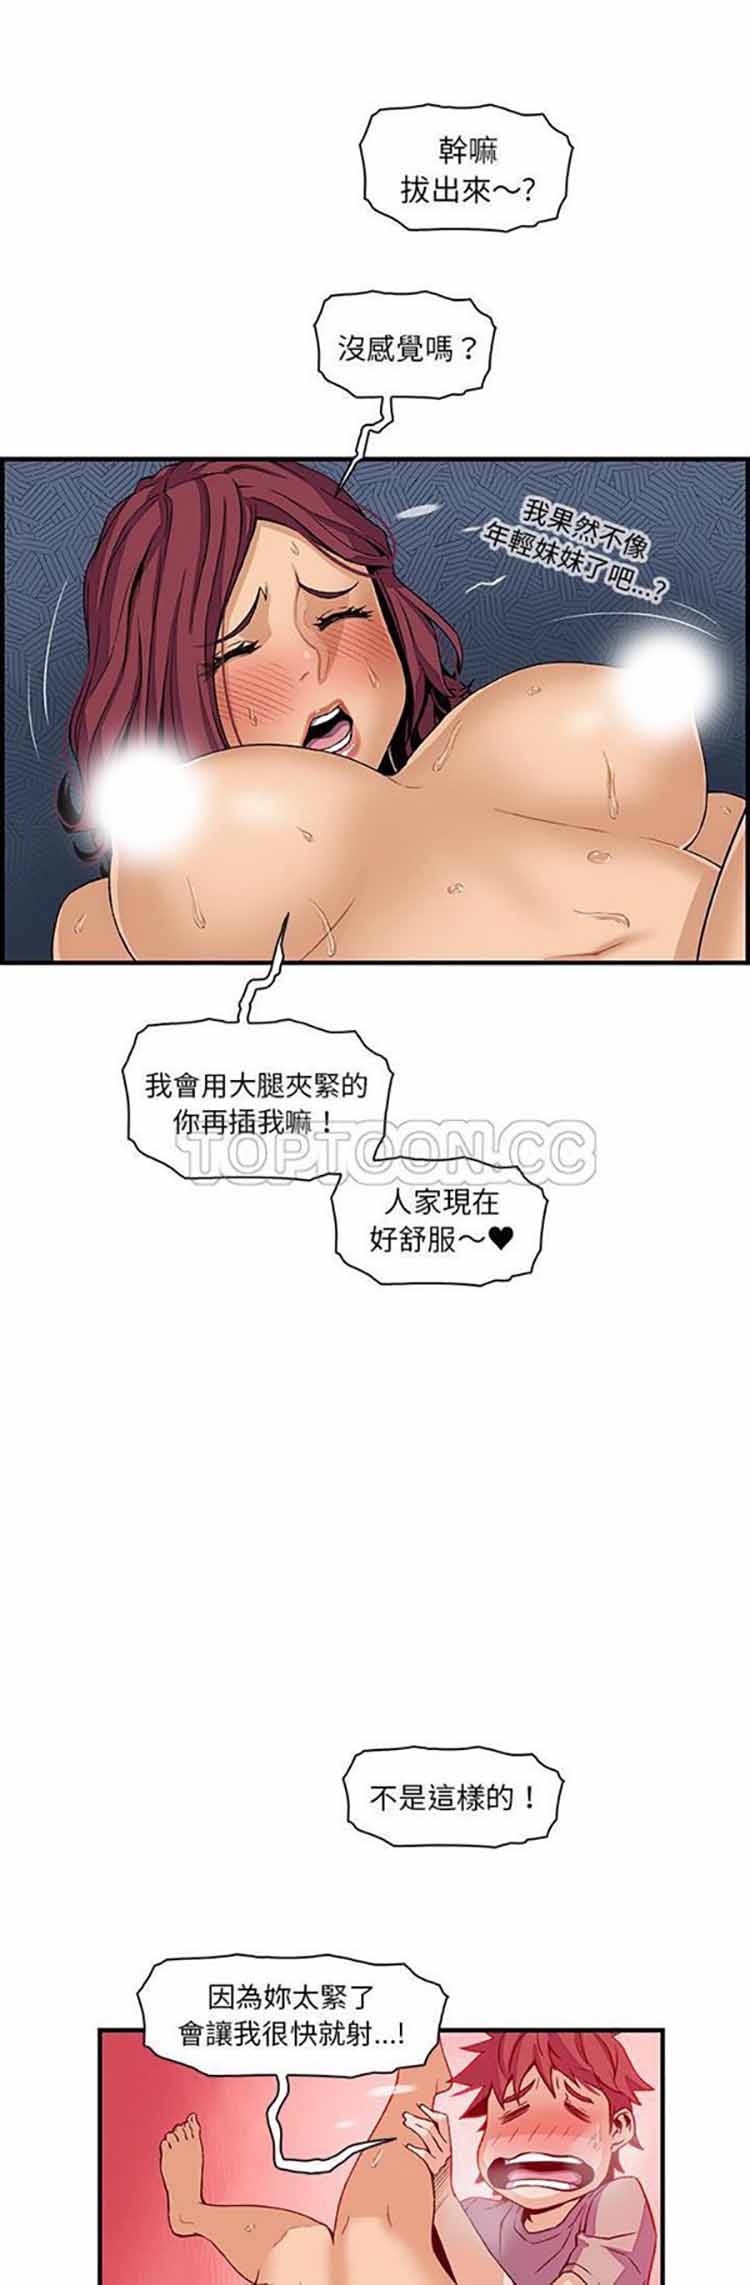 幹嘛
拔出來～?
沒感覺嗎？
我果然不像
年輕妹妹了吧...?
我會用大腿夾緊的
你再插我嘛！
TOPTOON.CC
人家現在
好舒服～♥
不是這樣的！
因為妳太緊了
會讓我很快就射...!